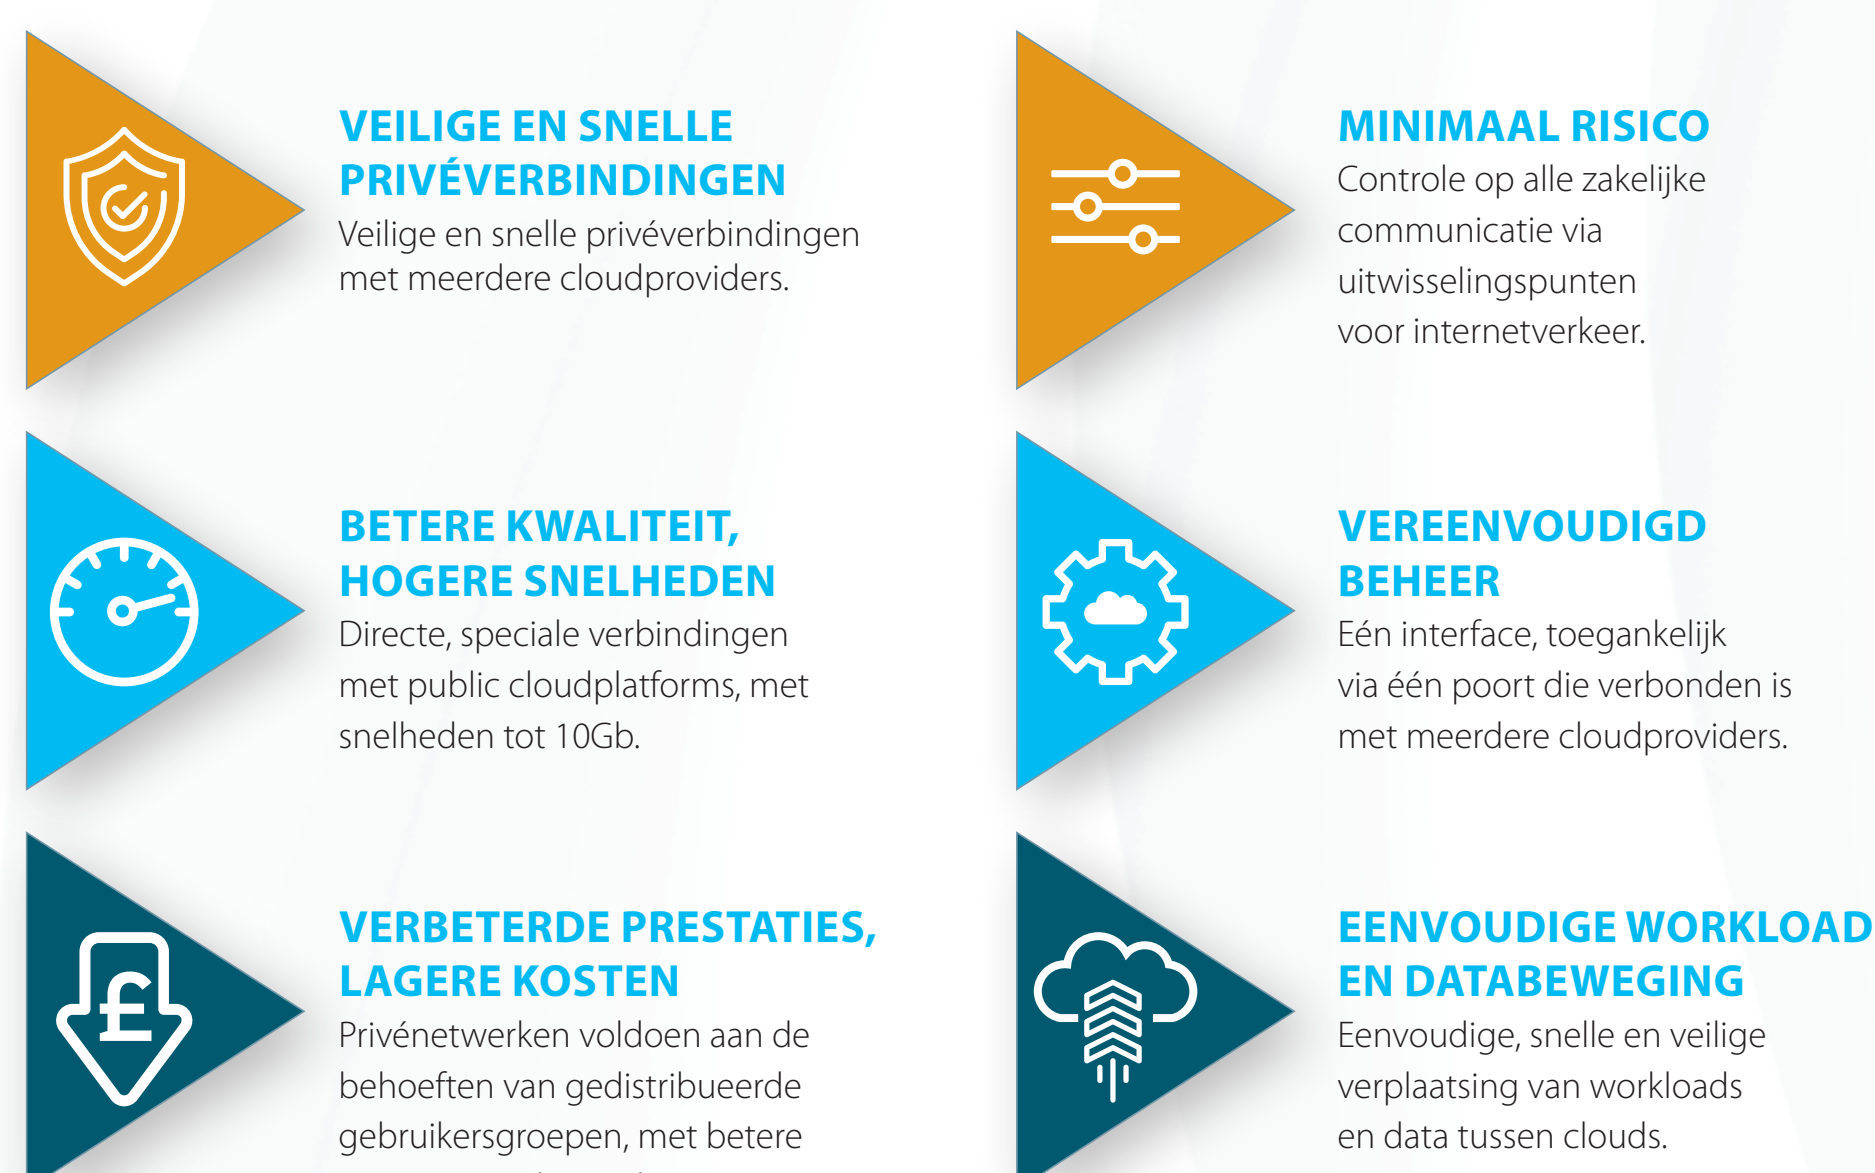 VEILIGE EN SNELLE
PRIVÉVERBINDINGEN
Veilige en snelle privéverbindingen
met meerdere cloudproviders.
MINIMAAL RISICO
Controle op alle zakelijke
communicatie via
uitwisselingspunten
voor internetverkeer.
BETERE KWALITEIT,
HOGERE SNELHEDEN
Directe, speciale verbindingen
met public cloudplatforms, met
snelheden tot 10Gb.
VEREENVOUDIGD
BEHEER
Eén interface, toegankelijk
via één poort die verbonden is
met meerdere cloudproviders.
£
VERBETERDE PRESTATIES,
LAGERE KOSTEN
Privénetwerken voldoen aan de
behoeften van gedistribueerde
gebruikersgroepen, met betere
EENVOUDIGE WORKLOAD
EN DATABEWEGING
Eenvoudige, snelle en veilige
verplaatsing van workloads
en data tussen clouds.